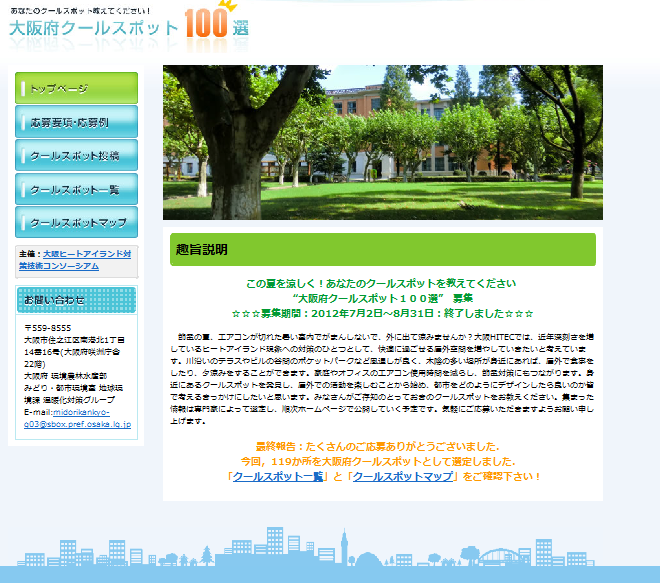 あなたのクールスポット教えてください！
大阪府クールスポット100選
トップページ
応募要項・応募例
クールスポット投稿
クールスポット一覧
クールスポットマップ
主催：大阪ヒートアイランド対
策技術コンソーシアム
お問い合わせ
〒559-8555
大阪市住之江区南港北1丁目
14番16号(大阪府咲洲庁舎
22階)
大阪府 環境農林水産部
みどり・都市環境室 地球環
境課 温暖化対策グループ
E-mail:midorikankyo-
g03@sbox.pref.osaka.lg.jp
趣旨説明
この夏を涼しく！あなたのクールスポットを教えてください
“大阪府クールスポット１００選” 募集
☆☆☆募集期間：2012年7月2日～8月31日：終了しました☆☆☆
節電の夏、エアコンが切れた暑い室内でがまんしないで、外に出て涼みませんか？大阪HITECでは、近年深刻さを増
しているヒートアイランド現象への対策のひとつとして、快適に過ごせる屋外空間を増やしていきたいと考えていま
す。川沿いのテラスやビルの谷間のポケットパークなど風通しが良く、木陰の多い場所が身近にあれば、屋外で食事を
したり、夕涼みをすることができます。家庭やオフィスのエアコン使用時間を減らし、節電対策にもつながります。身
近にあるクールスポットを発見し、屋外での活動を楽しむことから始め、都市をどのようにデザインしたら良いのか皆
で考えるきっかけにしたいと思います。みなさんがご存知のとっておきのクールスポットをお教えください。集まった
情報は専門家によって選定し、順次ホームページで公開していく予定です。気軽にご応募いただきますようお願い申し
上げます。
最終報告：たくさんのご応募ありがとうございました．
今回，119か所を大阪府クールスポットとして選定しました．
「クールスポット一覧」と「クールスポットマップ」をご確認下さい！